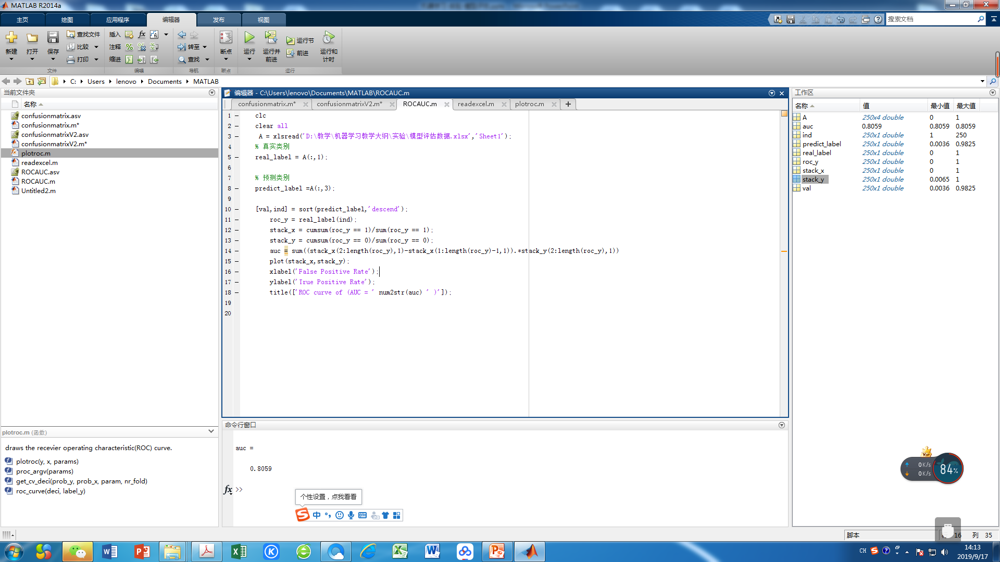 MATLAB R2014a
主页
绘图
应用程序
编辑器
发布
视图
搜索文档
新建
打开
保存
查找文件
比较
打印
文件
插入
注释
缩进
编辑
转至
查找
导航
断点
断点
运行
运行并
前进
运行节
前进
运行和
计时
运行
C:
Users
lenovo
Documents
MATLAB
当前文件夹
名称
confusionmatrix.asv
confusionmatrix.m*
confusionmatrixV2.asv
confusionmatrixV2.m*
plotroc.m
readexcel.m
ROCAUC.asv
ROCAUC.m
Untitled2.m
plotroc.m (函数)
draws the recevier operating characteristic(ROC) curve.
plotroc(y, x, params)
proc_argv(params)
get_cv_deci(prob_y, prob_x, param, nr_fold)
roc_curve(deci, label_y)
编辑器 - C:\Users\lenovo\Documents\MATLAB\ROCAUC.m
confusionmatrix.m*
confusionmatrixV2.m*
ROCAUC.m
readexcel.m
plotroc.m
1 clc
2 clear all
3 A = xlsread('D:\教学\机器学习教学大纲\实验\模型评估数据.xlsx','Sheet1');
4 % 真实类别
5 real_label = A(:,1);
6
7 % 预测类别
8 predict_label =A(:,3);
9
10 [val,ind] = sort(predict_label,'descend');
11 roc_y = real_label(ind);
12 stack_x = cumsum(roc_y == 1)/sum(roc_y == 1);
13 stack_y = cumsum(roc_y == 0)/sum(roc_y == 0);
14 auc = sum((stack_x(2:length(roc_y),1)-stack_x(1:length(roc_y)-1,1)).*stack_y(2:length(roc_y),1))
15 plot(stack_x,stack_y);
16 xlabel('False Positive Rate');
17 ylabel('True Positive Rate');
18 title(['ROC curve of (AUC = ' num2str(auc) ' )']);
19
20
命令行窗口
auc =
0.8059
fx >>
个性设置，点我看看
中
工作区
名称 值 最小值 最大值
A 250x4 double 0 1
auc 0.8059 0.8059 0.8059
ind 250x1 double 1 250
predict_label 250x1 double 0.0036 0.9825
real_label 250x1 double 0 1
roc_y 250x1 double 0 1
stack_x 250x1 double 0 1
stack_y 250x1 double 0.0065 1
val 250x1 double 0.0036 0.9825
VIP
0K/s
0K/s
84%
脚本
16 列 35
CH
14:13
2019/9/17